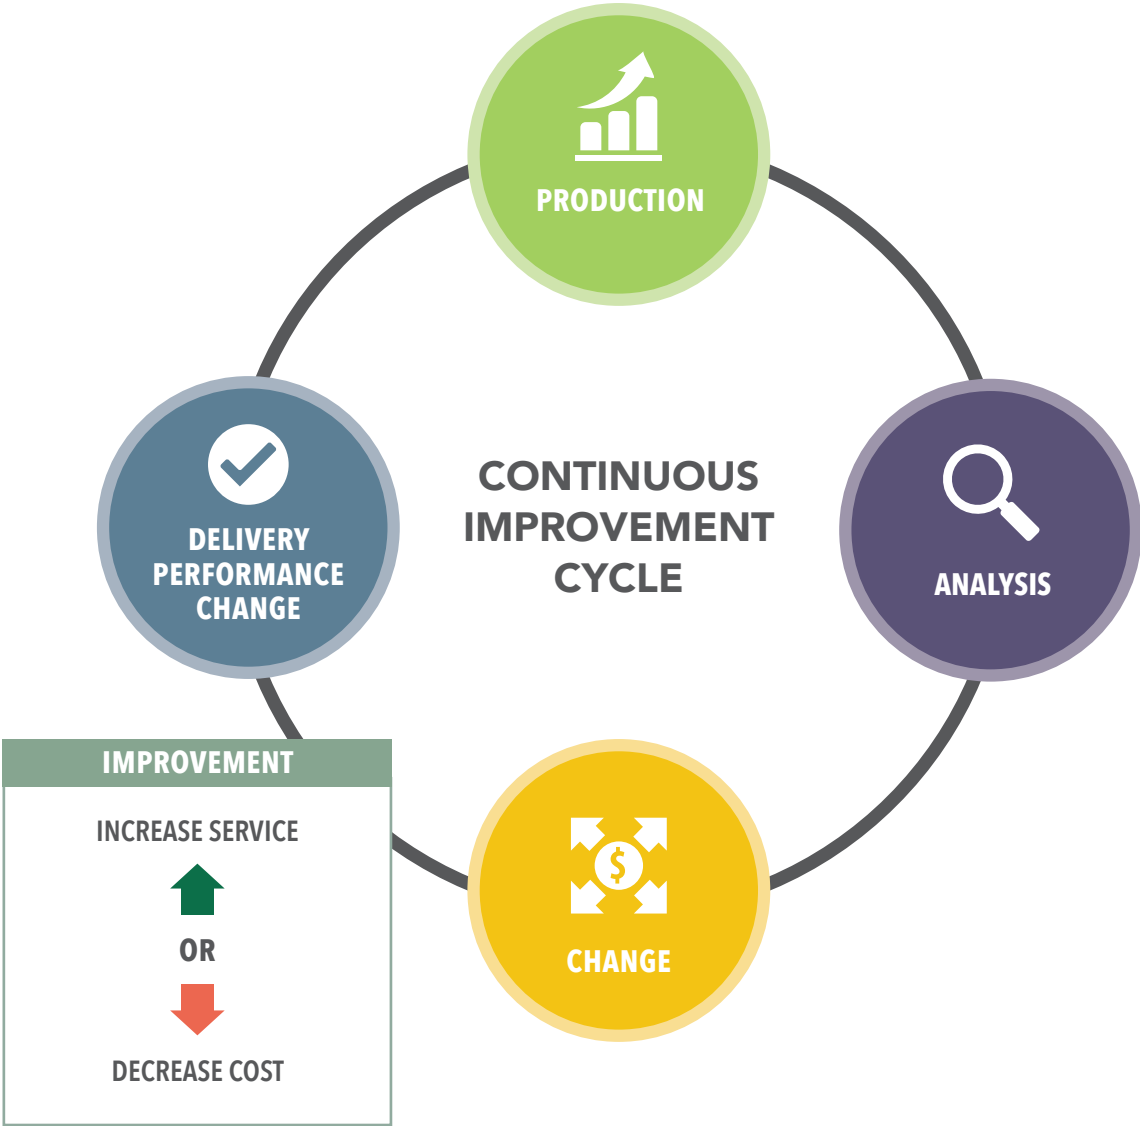 PRODUCTION
CONTINUOUS
IMPROVEMENT
CYCLE
DELIVERY
PERFORMANCE
CHANGE
ANALYSIS
IMPROVEMENT
INCREASE SERVICE
OR
DECREASE COST
$
CHANGE